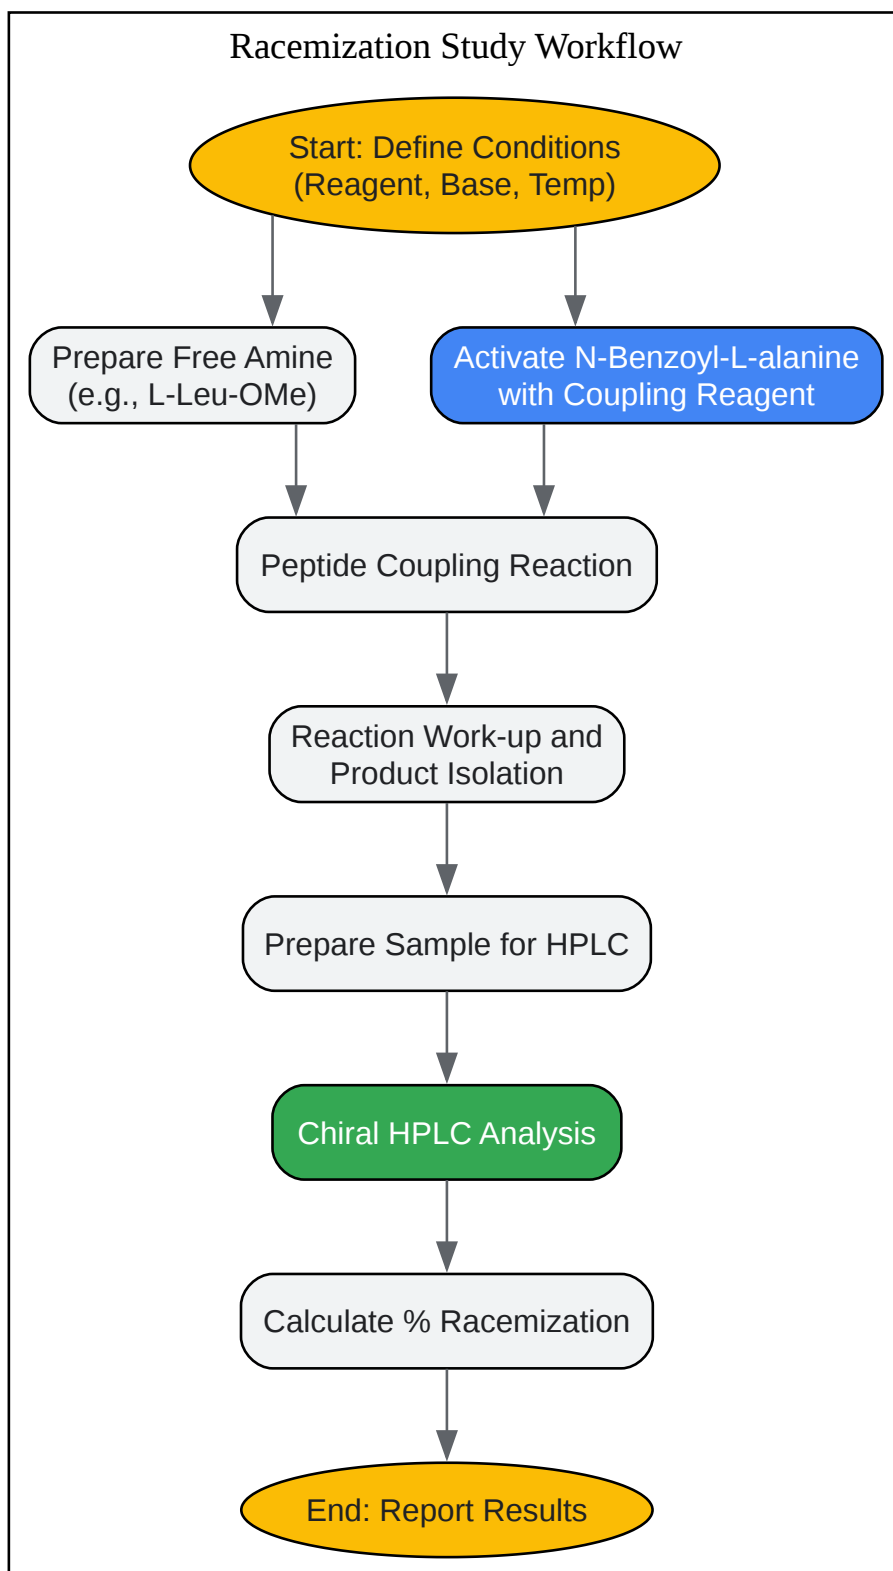 Racemization Study Workflow
Start: Define Conditions
(Reagent, Base, Temp)
Prepare Free Amine
(e.g., L-Leu-OMe)
Activate N-Benzoyl-L-alanine
with Coupling Reagent
Peptide Coupling Reaction
Reaction Work-up and
Product Isolation
Prepare Sample for HPLC
Chiral HPLC Analysis
Calculate % Racemization
End: Report Results